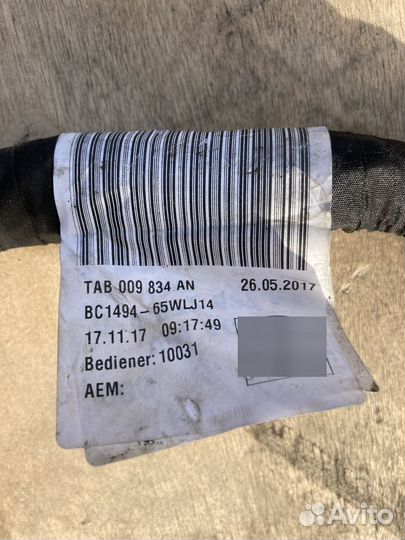 TAB 009 834 AN 26.05.2017
BC1494-65WLJ14
17.11.17 09:17:49
Bediener: 10031
AEM:
Avito